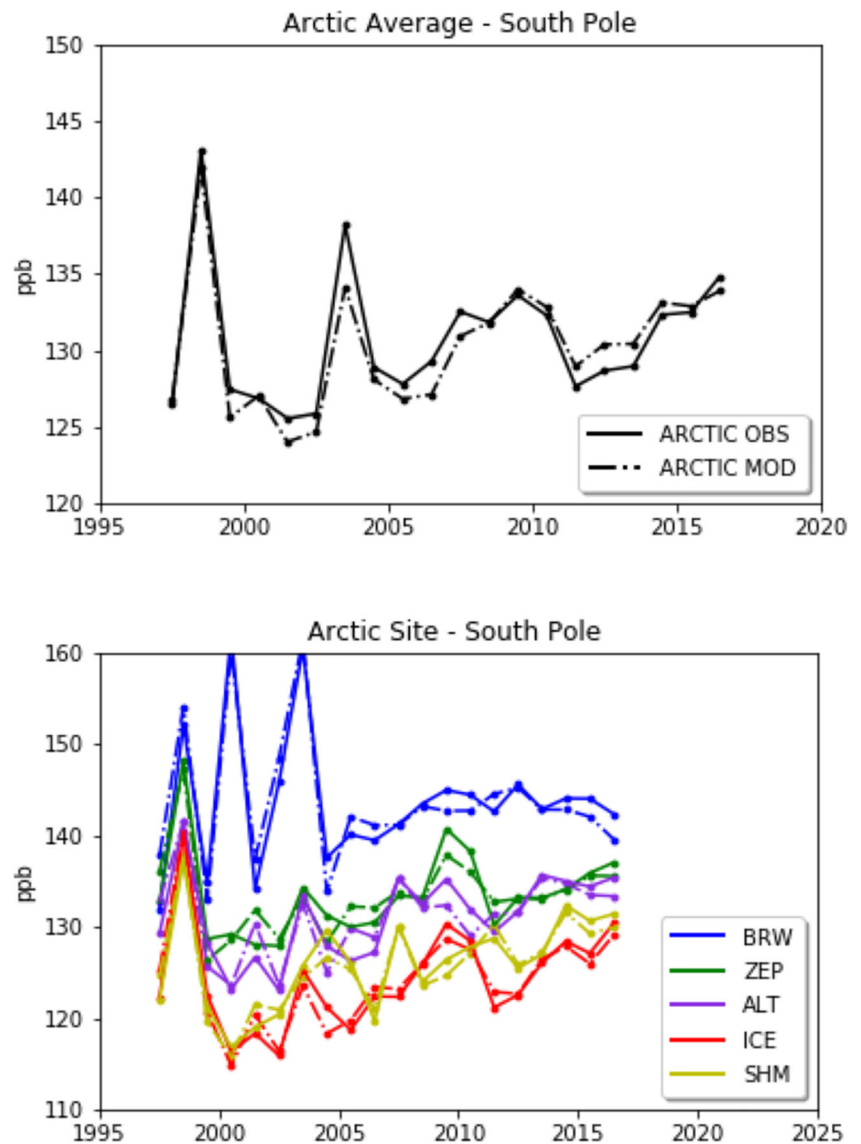 Arctic Average - South Pole
150
145
140
135
130
125
120
ppb
1995 2000 2005 2010 2015 2020
ARCTIC OBS
ARCTIC MOD
Arctic Site - South Pole
160
150
140
130
120
110
ppb
1995 2000 2005 2010 2015 2020 2025
BRW
ZEP
ALT
ICE
SHM